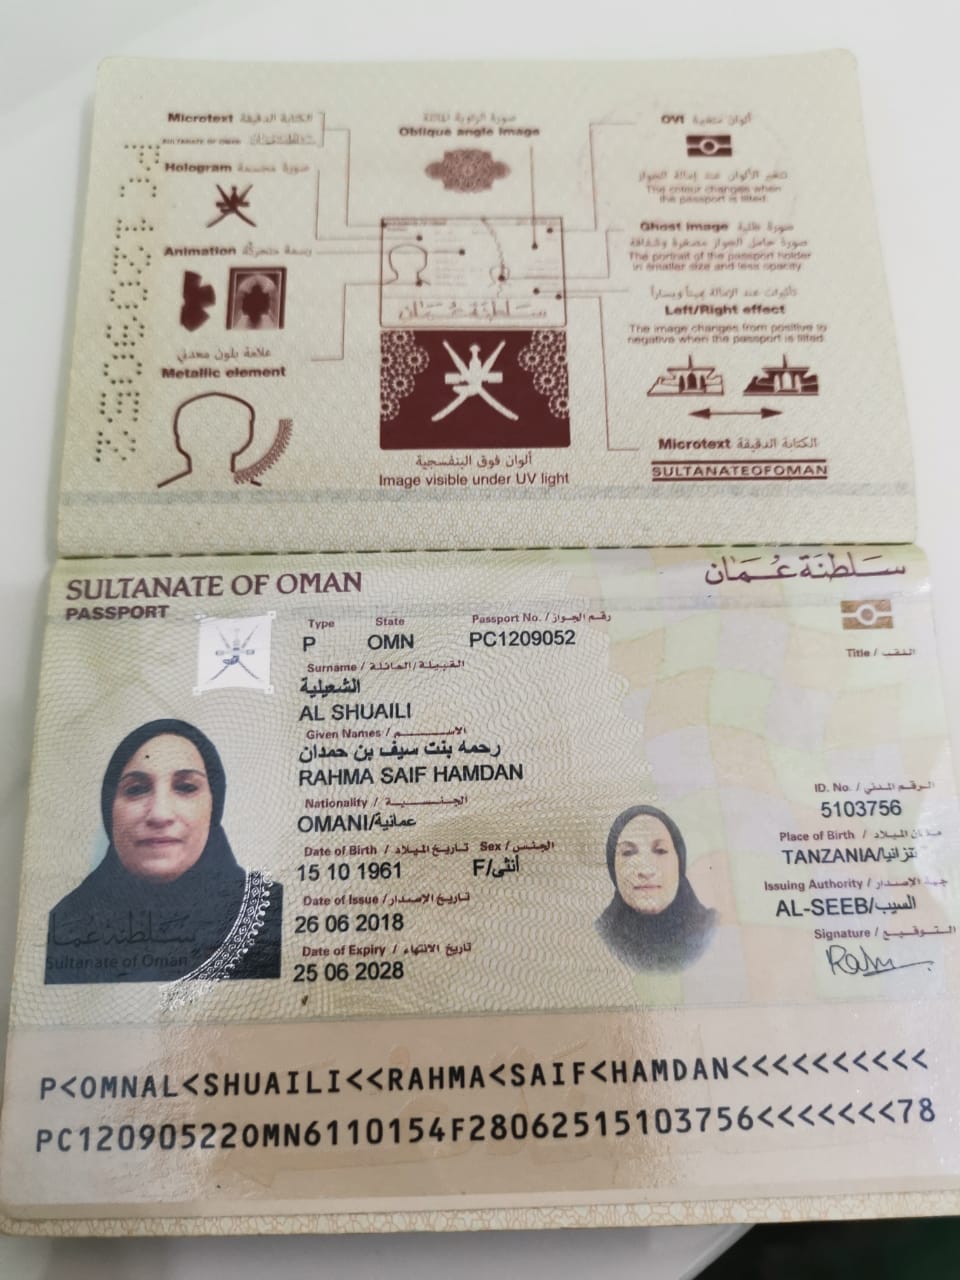 Microtext الكتابة الدقيقة
SULTANATE OF OMAN
Hologram صورة مجسمة
Animation بصمة متحركة
علامة بلون معدني
Metallic element
صورة الزاوية المائلة
Oblique angle image
SULTANATE OF OMAN
سلطنة عمان
ألوان فوق البنفسجية
Image visible under UV light
OVI ألوان متغيرة
تتغير الألوان عند إمالة الجواز
The colour changes when
the passport is tilted.
Ghost image صورة ظلية
صورة حامل الجواز مصغرة وشفافة
The portrait of the passport holder
in smaller size and less opacity.
تأثيرات عند الإمالة يميناً ويساراً
Left/Right effect
The image changes from positive to
negative when the passport is tilted.
Microtext الكتابة الدقيقة
SULTANATEOFOMAN
SULTANATE OF OMAN
سلطنة عمان
PASSPORT
Type State Passport No. / رقم الجواز
P OMN PC1209052
Title / اللقب
Surname / القبيلة/العائلة
الشعيلية
AL SHUAILI
Given Names / الاسم
رحمه بنت سيف بن حمدان
RAHMA SAIF HAMDAN
Nationality / الجنسية
OMANI/عمانية
Date of Birth / تاريخ الميلاد Sex / الجنس
15 10 1961 F/أنثى
Date of Issue / تاريخ الإصدار
26 06 2018
Date of Expiry / تاريخ الانتهاء
25 06 2028
ID. No. / الرقم المدني
5103756
Place of Birth / مكان الميلاد
TANZANIA/تنزانيا
Issuing Authority / جهة الإصدار
AL-SEEB/السيب
Signature / التوقيع
سلطنة عمان
Sultanate of Oman
P<OMNAL<SHUAILI<<RAHMA<SAIF<HAMDAN<<<<<<<<<<
PC12090522OMN6110154F28062515103756<<<<<<<78